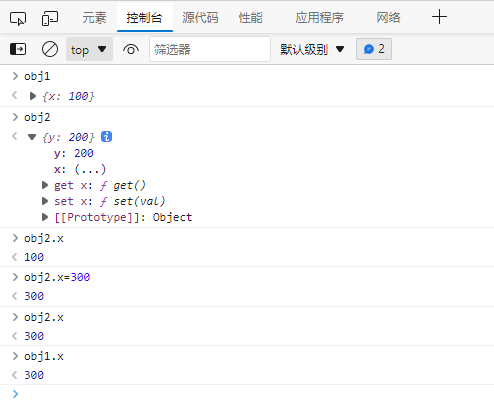 元素 控制台 源代码 性能 应用程序 网络
top 筛选器 默认级别 2
obj1
{x: 100}
obj2
{y: 200}
y: 200
x: (...)
get x: ƒ get()
set x: ƒ set(val)
[[Prototype]]: Object
obj2.x
100
obj2.x=300
300
obj2.x
300
obj1.x
300